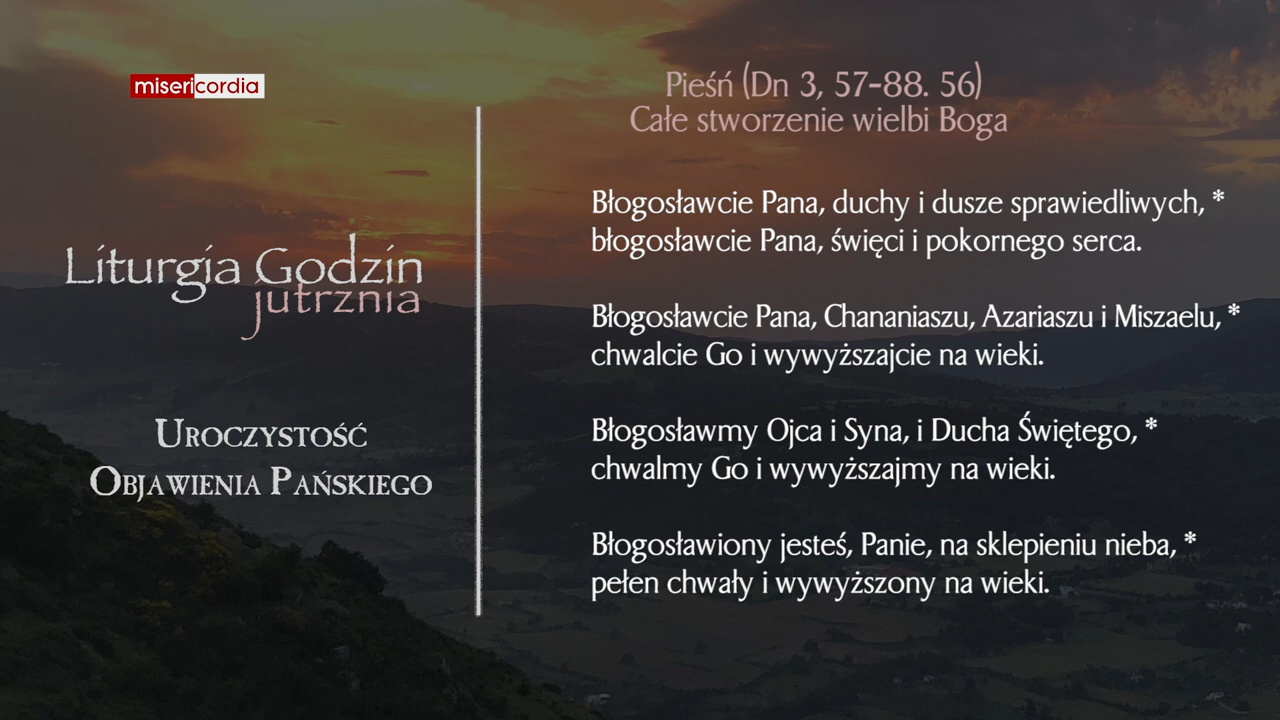 misericordia
Liturgia Godzin
jutrznia
Uroczystość
Objawienia Pańskiego
Pieśń (Dn 3, 57-88. 56)
Całe stworzenie wielbi Boga
Błogosławcie Pana, duchy i dusze sprawiedliwych, *
błogosławcie Pana, święci i pokornego serca.
Błogosławcie Pana, Chananiaszu, Azariaszu i Miszaelu, *
chwalcie Go i wywyższajcie na wieki.
Błogosławmy Ojca i Syna, i Ducha Świętego, *
chwalmy Go i wywyższajmy na wieki.
Błogosławiony jesteś, Panie, na sklepieniu nieba, *
pełen chwały i wywyższony na wieki.